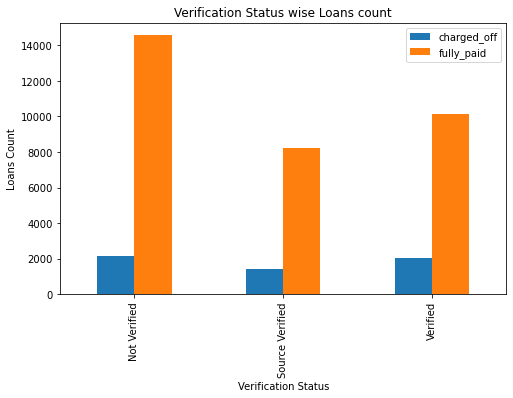 Verification Status wise Loans count
charged_off
fully_paid
Loans Count
14000
12000
10000
8000
6000
4000
2000
0
Not Verified
Source Verified
Verified
Verification Status